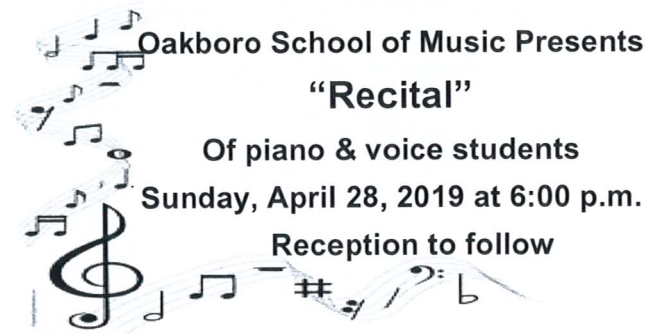 Oakboro School of Music Presents
“Recital”
Of piano & voice students
Sunday, April 28, 2019 at 6:00 p.m.
Reception to follow